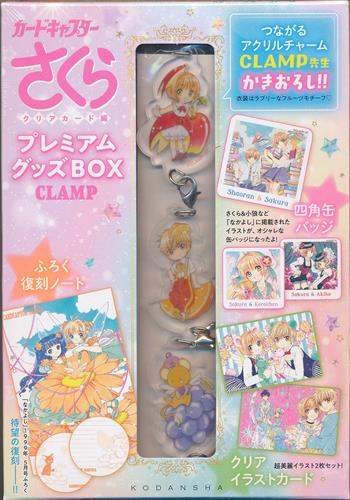 カードキャプター
さくら
クリアカード編
プレミアム
グッズBOX
CLAMP
つながる
アクリルチャーム
CLAMP先生
かきおろし!!
衣装はラブリーなフルーツモチーフ♡
Shaoran & Sakura
四角缶
バッジ
さくら&小狼など
「なかよし」に掲載された
イラストが、オシャレな
缶バッジになったよ!
Sakura & Kerochan
Sakura & Akiho
ふろく
復刻ノート
「なかよし」1999年5月号ふろく
待望の復刻――!!
クリア
イラストカード
超美麗イラスト2枚セット!
KODANSHA